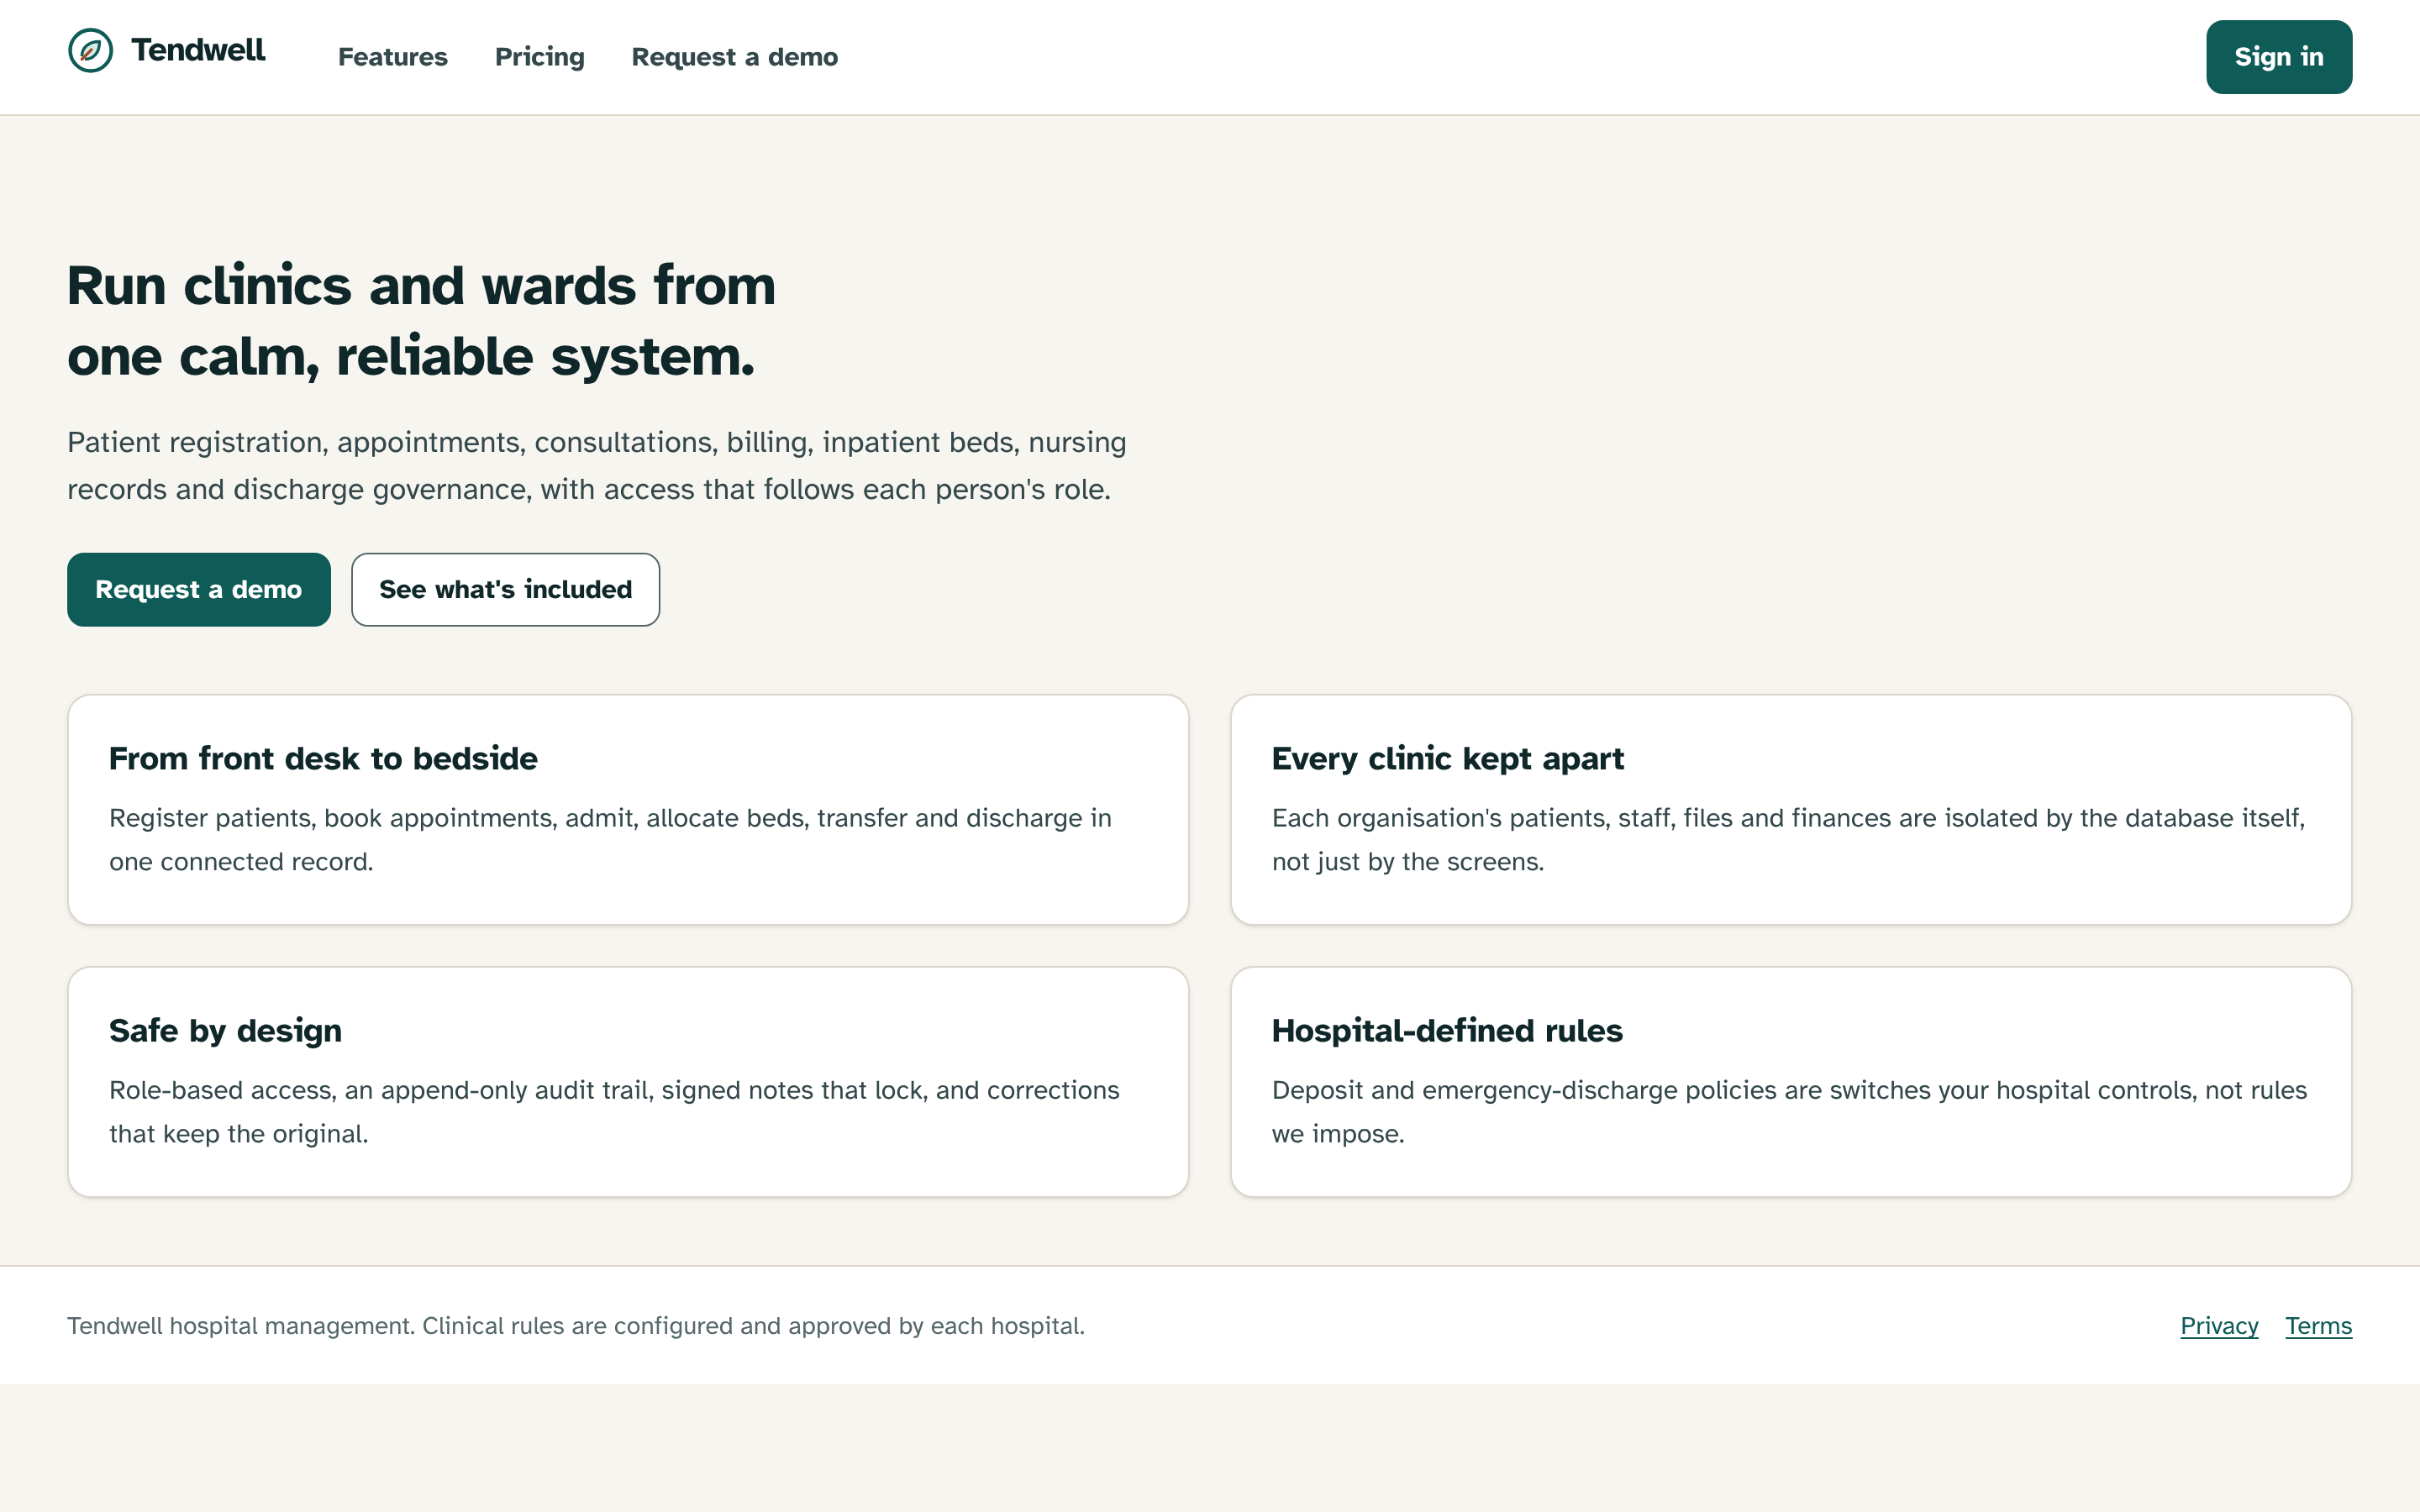 Tendwell
Features
Pricing
Request a demo
Sign in
Run clinics and wards from
one calm, reliable system.
Patient registration, appointments, consultations, billing, inpatient beds, nursing
records and discharge governance, with access that follows each person's role.
Request a demo
See what's included
From front desk to bedside
Register patients, book appointments, admit, allocate beds, transfer and discharge in
one connected record.
Every clinic kept apart
Each organisation's patients, staff, files and finances are isolated by the database itself,
not just by the screens.
Safe by design
Role-based access, an append-only audit trail, signed notes that lock, and corrections
that keep the original.
Hospital-defined rules
Deposit and emergency-discharge policies are switches your hospital controls, not rules
we impose.
Tendwell hospital management. Clinical rules are configured and approved by each hospital.
Privacy
Terms